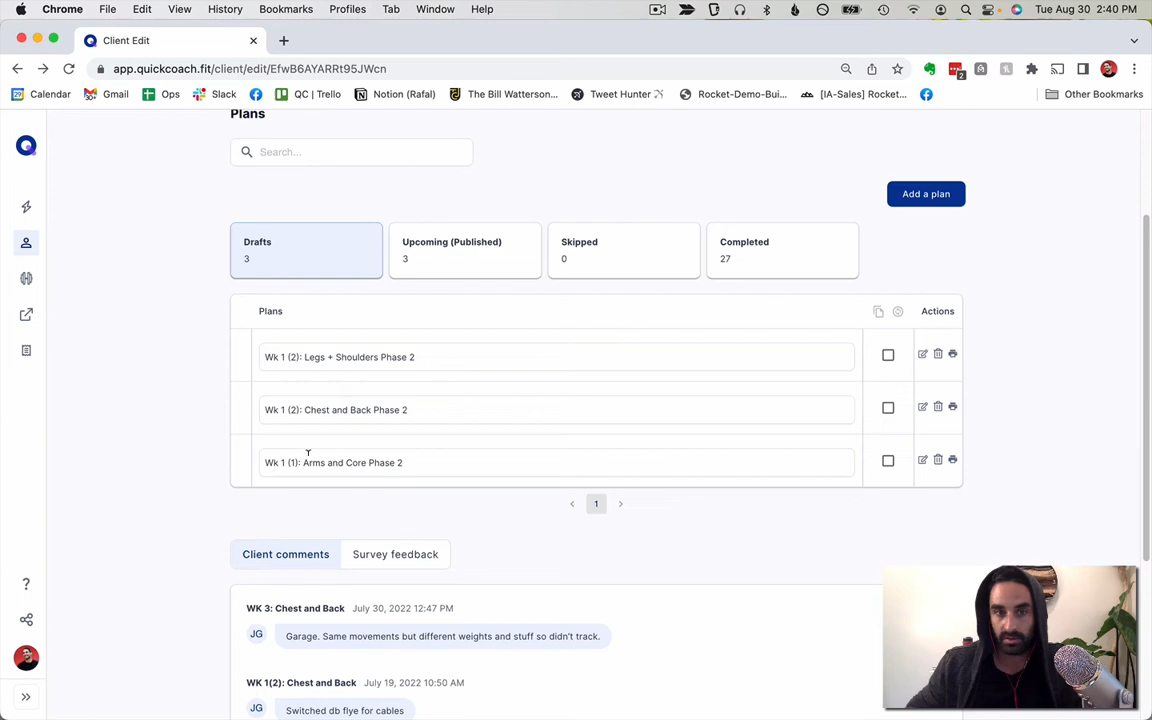 Chrome File Edit View History Bookmarks Profiles Tab Window Help Tue Aug 30 2:40 PM
Client Edit
app.quickcoach.fit/client/edit/EfwB6AYARRt95JWcn
2
Calendar Gmail Ops Slack QC | Trello Notion (Rafal) The Bill Watterson... Tweet Hunter Rocket-Demo-Bui... [IA-Sales] Rocket... Other Bookmarks
Plans
Search...
Add a plan
Drafts Upcoming (Published) Skipped Completed
3 3 0 27
Plans Actions
Wk 1 (2): Legs + Shoulders Phase 2
Wk 1 (2): Chest and Back Phase 2
Wk 1 (1): Arms and Core Phase 2
1
Client comments Survey feedback
WK 3: Chest and Back July 30, 2022 12:47 PM
JG Garage. Same movements but different weights and stuff so didn't track.
WK 1(2): Chest and Back July 19, 2022 10:50 AM
JG Switched db flye for cables